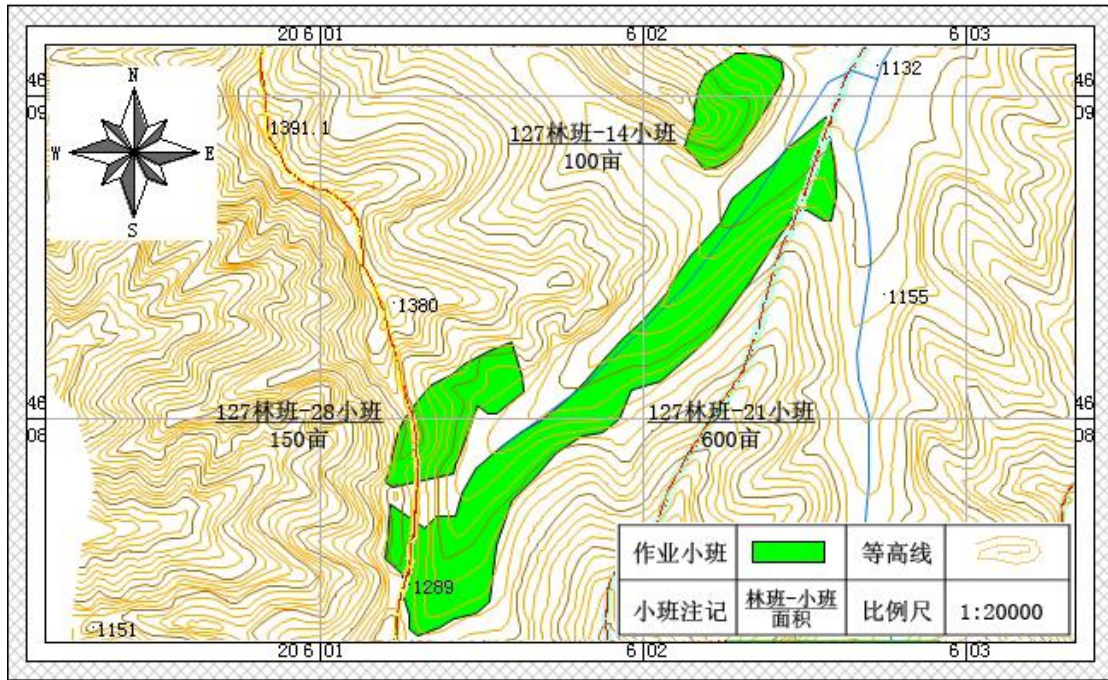 20 6 01
6 02
6 03
N
W
E
S
46
09
46
09
1391.1
1132
127林班-14小班
100亩
1380
1155
127林班-28小班
150亩
127林班-21小班
600亩
46
08
46
08
1289
1151
作业小班
等高线
小班注记
林班-小班
面积
比例尺
1:20000
20 6 01
6 02
6 03